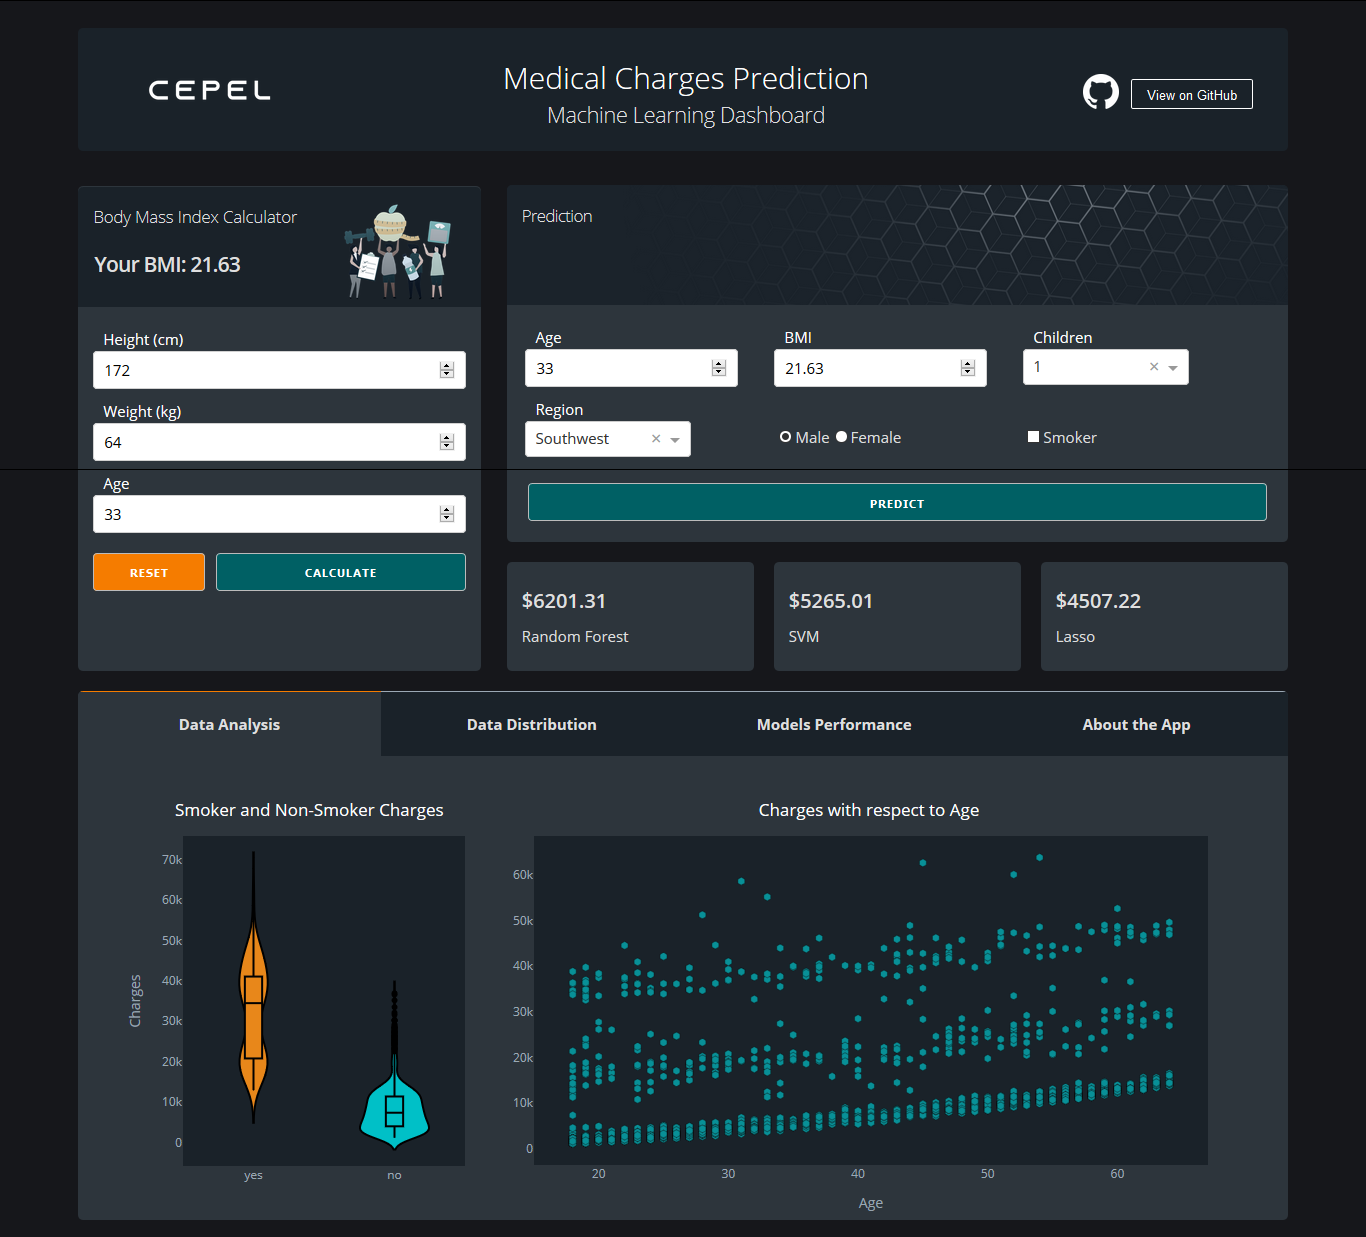 CEPEL
Medical Charges Prediction
Machine Learning Dashboard
View on GitHub
Body Mass Index Calculator
Your BMI: 21.63
Height (cm)
172
Weight (kg)
64
Age
33
RESET
CALCULATE
Prediction
Age
BMI
Children
33
21.63
1
Region
Southwest
Male
Female
Smoker
PREDICT
$6201.31
Random Forest
$5265.01
SVM
$4507.22
Lasso
Data Analysis
Data Distribution
Models Performance
About the App
Smoker and Non-Smoker Charges
70k
60k
50k
40k
30k
20k
10k
0
Charges
yes
no
Charges with respect to Age
60k
50k
40k
30k
20k
10k
0
20
30
40
50
60
Age